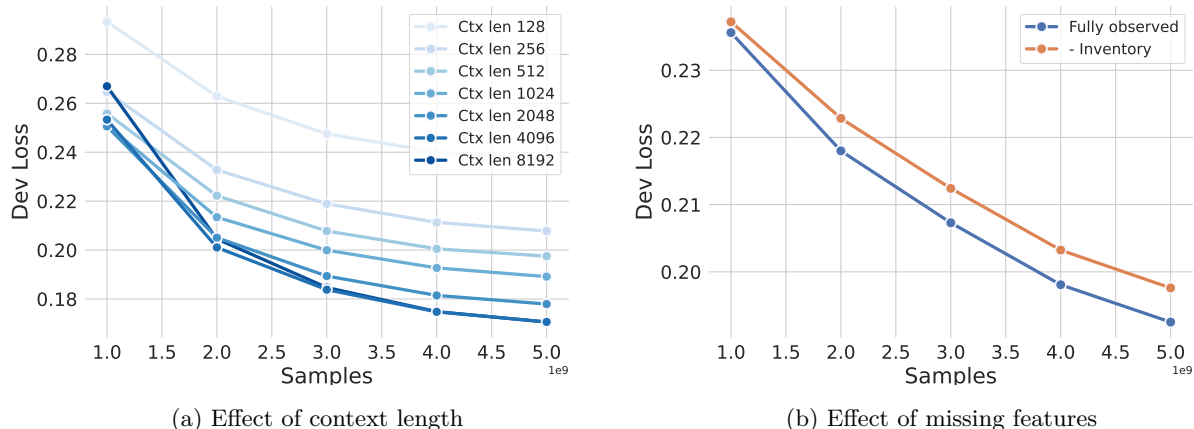 Dev Loss
0.28
0.26
0.24
0.22
0.20
0.18
1.0 1.5 2.0 2.5 3.0 3.5 4.0 4.5 5.0
1e9
Samples
Ctx len 128
Ctx len 256
Ctx len 512
Ctx len 1024
Ctx len 2048
Ctx len 4096
Ctx len 8192
(a) Effect of context length
Dev Loss
0.23
0.22
0.21
0.20
1.0 1.5 2.0 2.5 3.0 3.5 4.0 4.5 5.0
1e9
Samples
Fully observed
- Inventory
(b) Effect of missing features